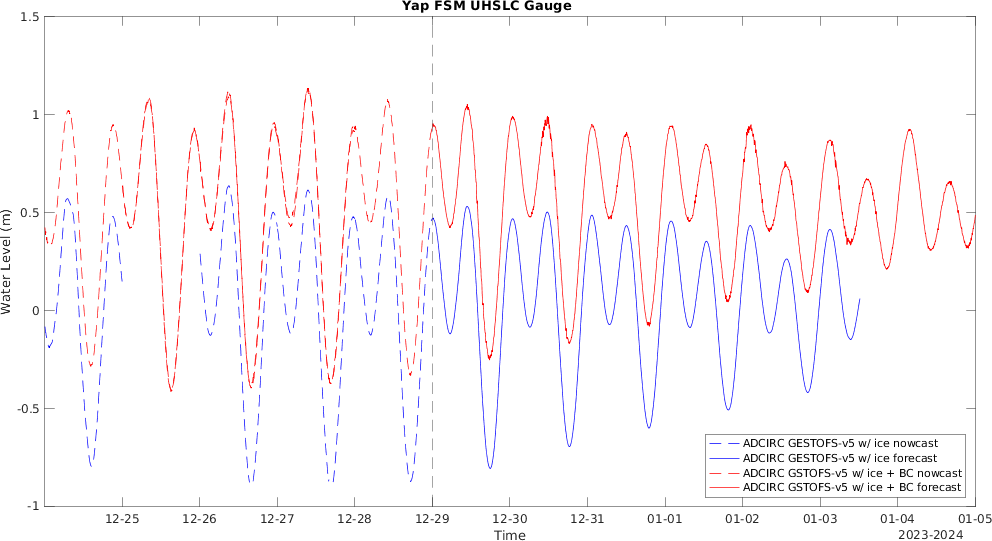 Yap FSM UHSLC Gauge
Water Level (m)
1.5
1
0.5
0
-0.5
-1
ADCIRC GESTOFS-v5 w/ ice nowcast
ADCIRC GESTOFS-v5 w/ ice forecast
ADCIRC GSTOFS-v5 w/ ice + BC nowcast
ADCIRC GSTOFS-v5 w/ ice + BC forecast
12-25 12-26 12-27 12-28 12-29 12-30 12-31 01-01 01-02 01-03 01-04 01-05
Time
2023-2024